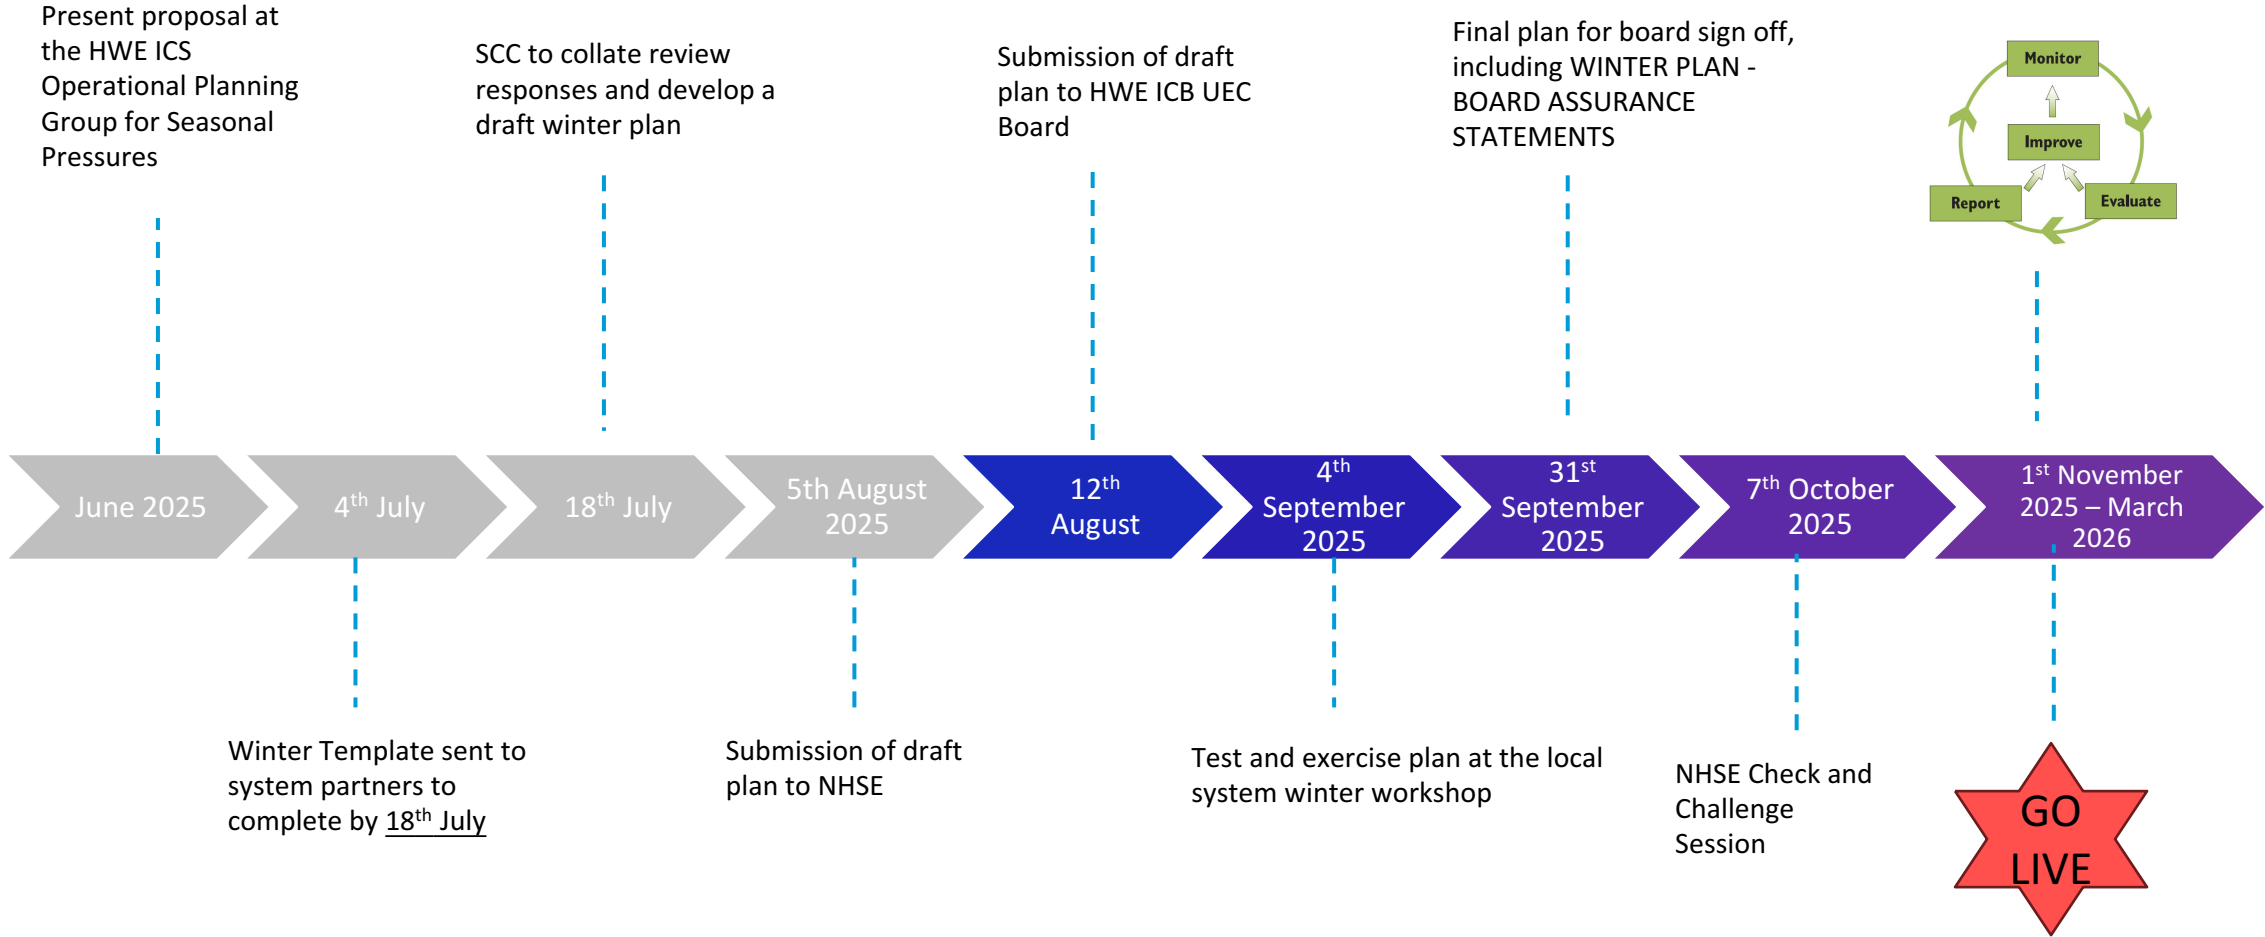 Present proposal at
the HWE ICS
Operational Planning
Group for Seasonal
Pressures
SCC to collate review
responses and develop a
draft winter plan
Submission of draft
plan to HWE ICB UEC
Board
Final plan for board sign off,
including WINTER PLAN -
BOARD ASSURANCE
STATEMENTS
Monitor
Improve
Report
Evaluate
June 2025
4th July
18th July
5th August
2025
12th
August
4th
September
2025
31st
September
2025
7th October
2025
1st November
2025 – March
2026
Winter Template sent to
system partners to
complete by 18th July
Submission of draft
plan to NHSE
Test and exercise plan at the local
system winter workshop
NHSE Check and
Challenge
Session
GO
LIVE